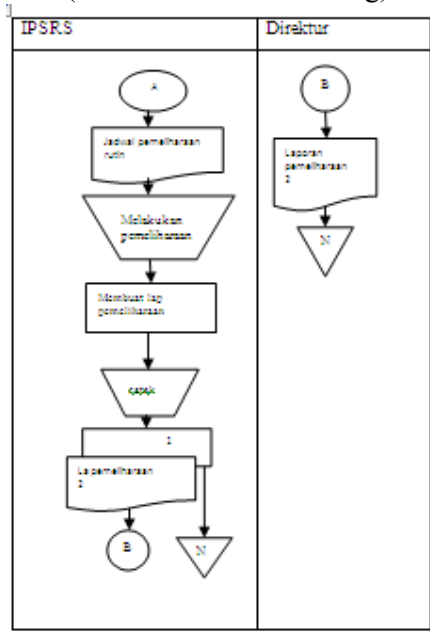 IPSRS
Direktur
A
Jadwal pemeliharaan
rutin
Melakukan
pemeliharaan
Membuat lap
pemeliharaan
cetak
1
La pemeliharaan
2
B
N
B
Laporan
pemeliharaan
2
N